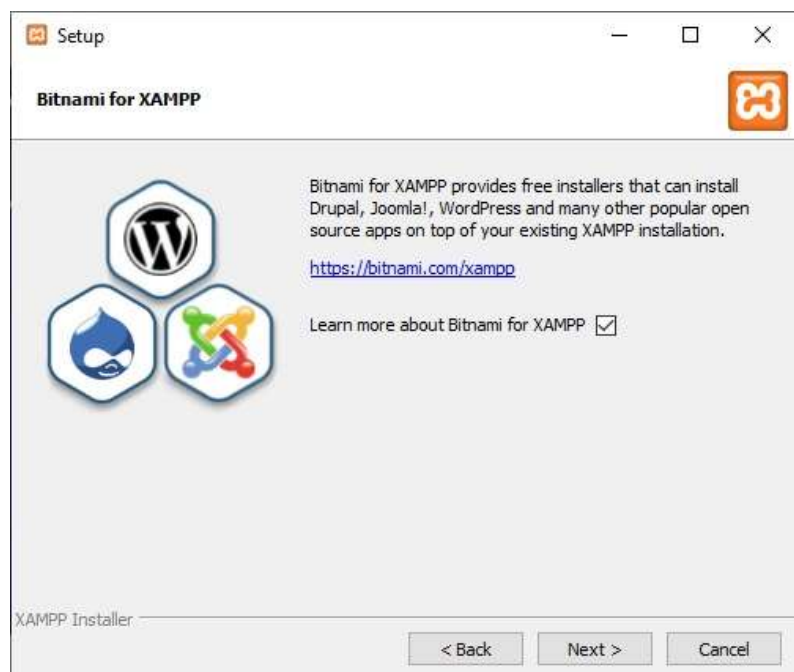 Setup
Bitnami for XAMPP
Bitnami for XAMPP provides free installers that can install
Drupal, Joomla!, WordPress and many other popular open
source apps on top of your existing XAMPP installation.
https://bitnami.com/xampp
Learn more about Bitnami for XAMPP
XAMPP Installer
< Back Next > Cancel